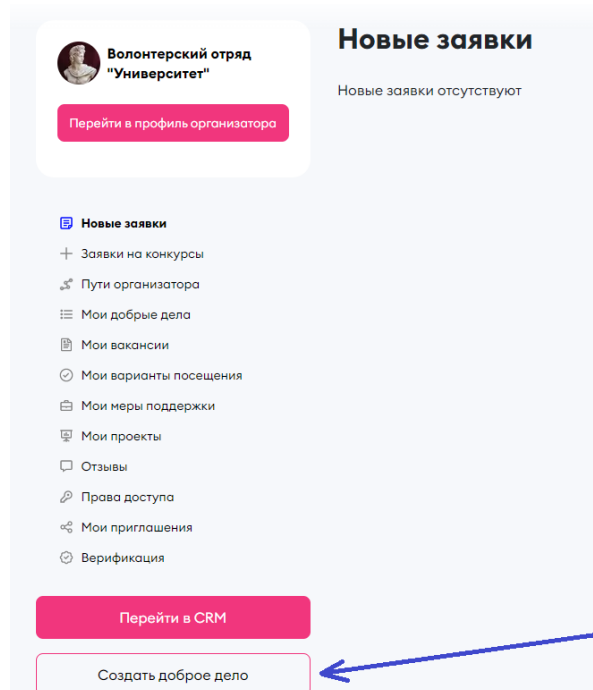 Волонтерский отряд
"Университет"
Перейти в профиль организатора
Новые заявки
Новые заявки отсутствуют
Новые заявки
Заявки на конкурсы
Пути организатора
Мои добрые дела
Мои вакансии
Мои варианты посещения
Мои меры поддержки
Мои проекты
Отзывы
Права доступа
Мои приглашения
Верификация
Перейти в CRM
Создать доброе дело